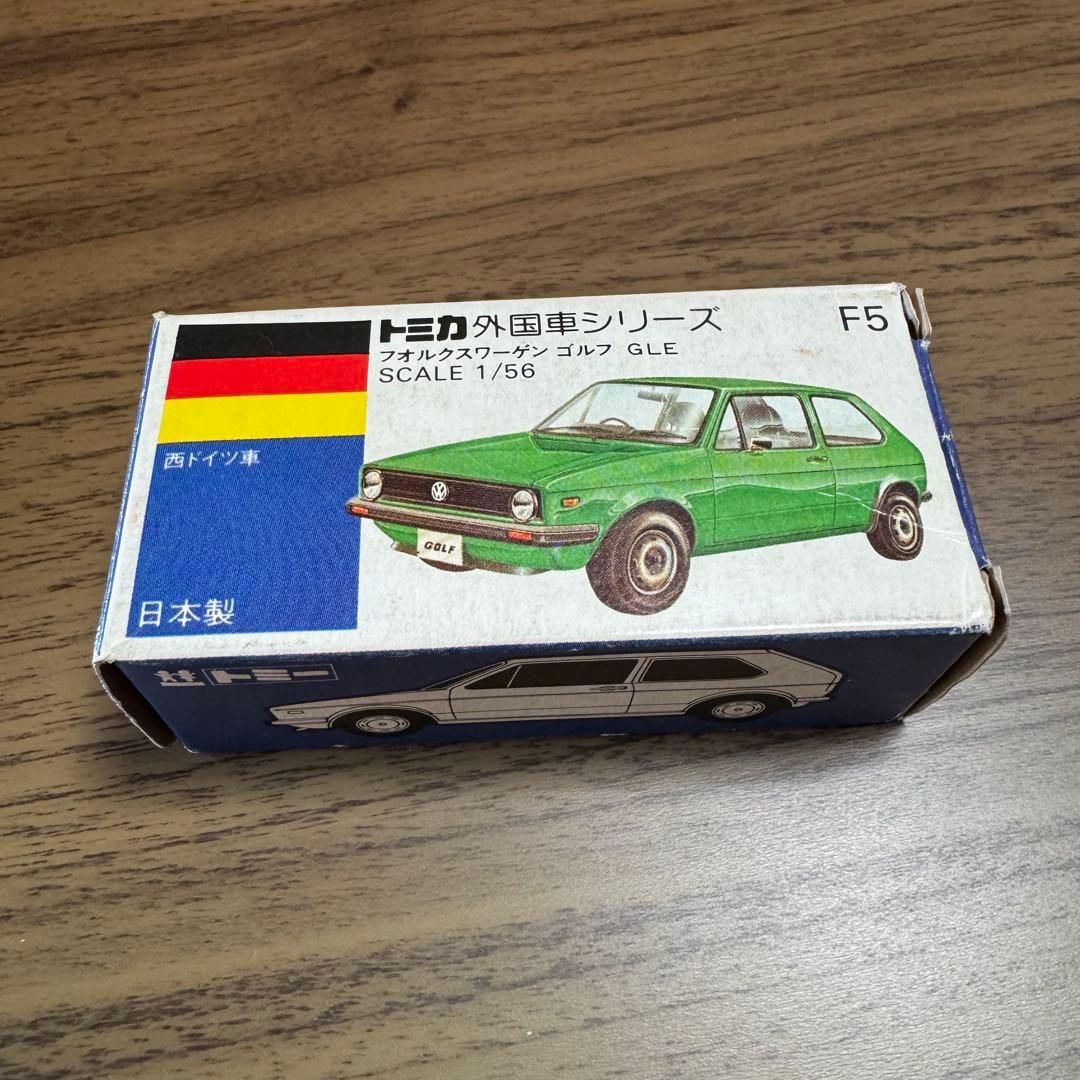 トミカ 外国車シリーズ F5
フォルクスワーゲン ゴルフ GLE
SCALE 1/56
西ドイツ車
日本製
VW
GOLF
トミー